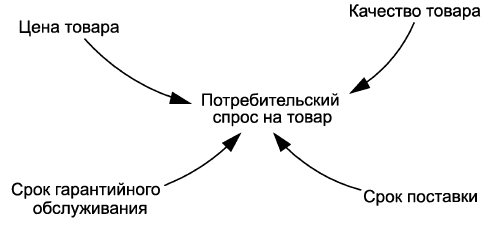 Цена товара
Качество товара
Потребительский
спрос на товар
Срок гарантийного
обслуживания
Срок поставки